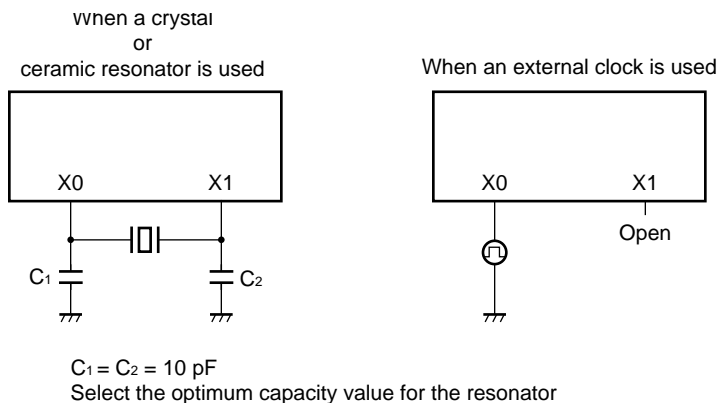 When a crystal
or
ceramic resonator is used
When an external clock is used
X0 X1
X0 X1
Open
C1 C2
C1 = C2 = 10 pF
Select the optimum capacity value for the resonator